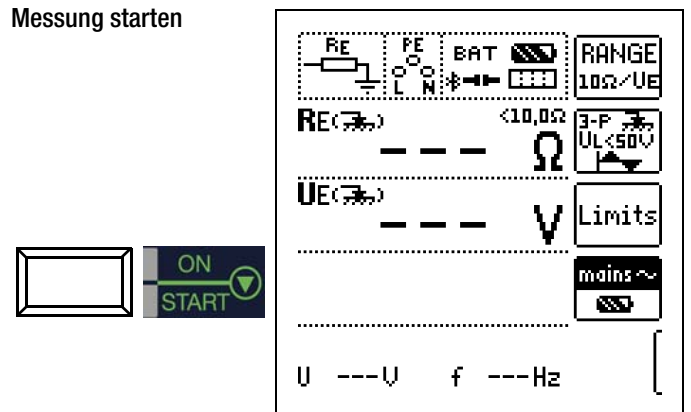 Messung starten
RE PE BAT RANGE
L N 10Ω/UE
RE( ) <10,0Ω 3-P
--- Ω UL<50V
UE( )
--- V Limits
ON mains~
START
U ---V f ---Hz